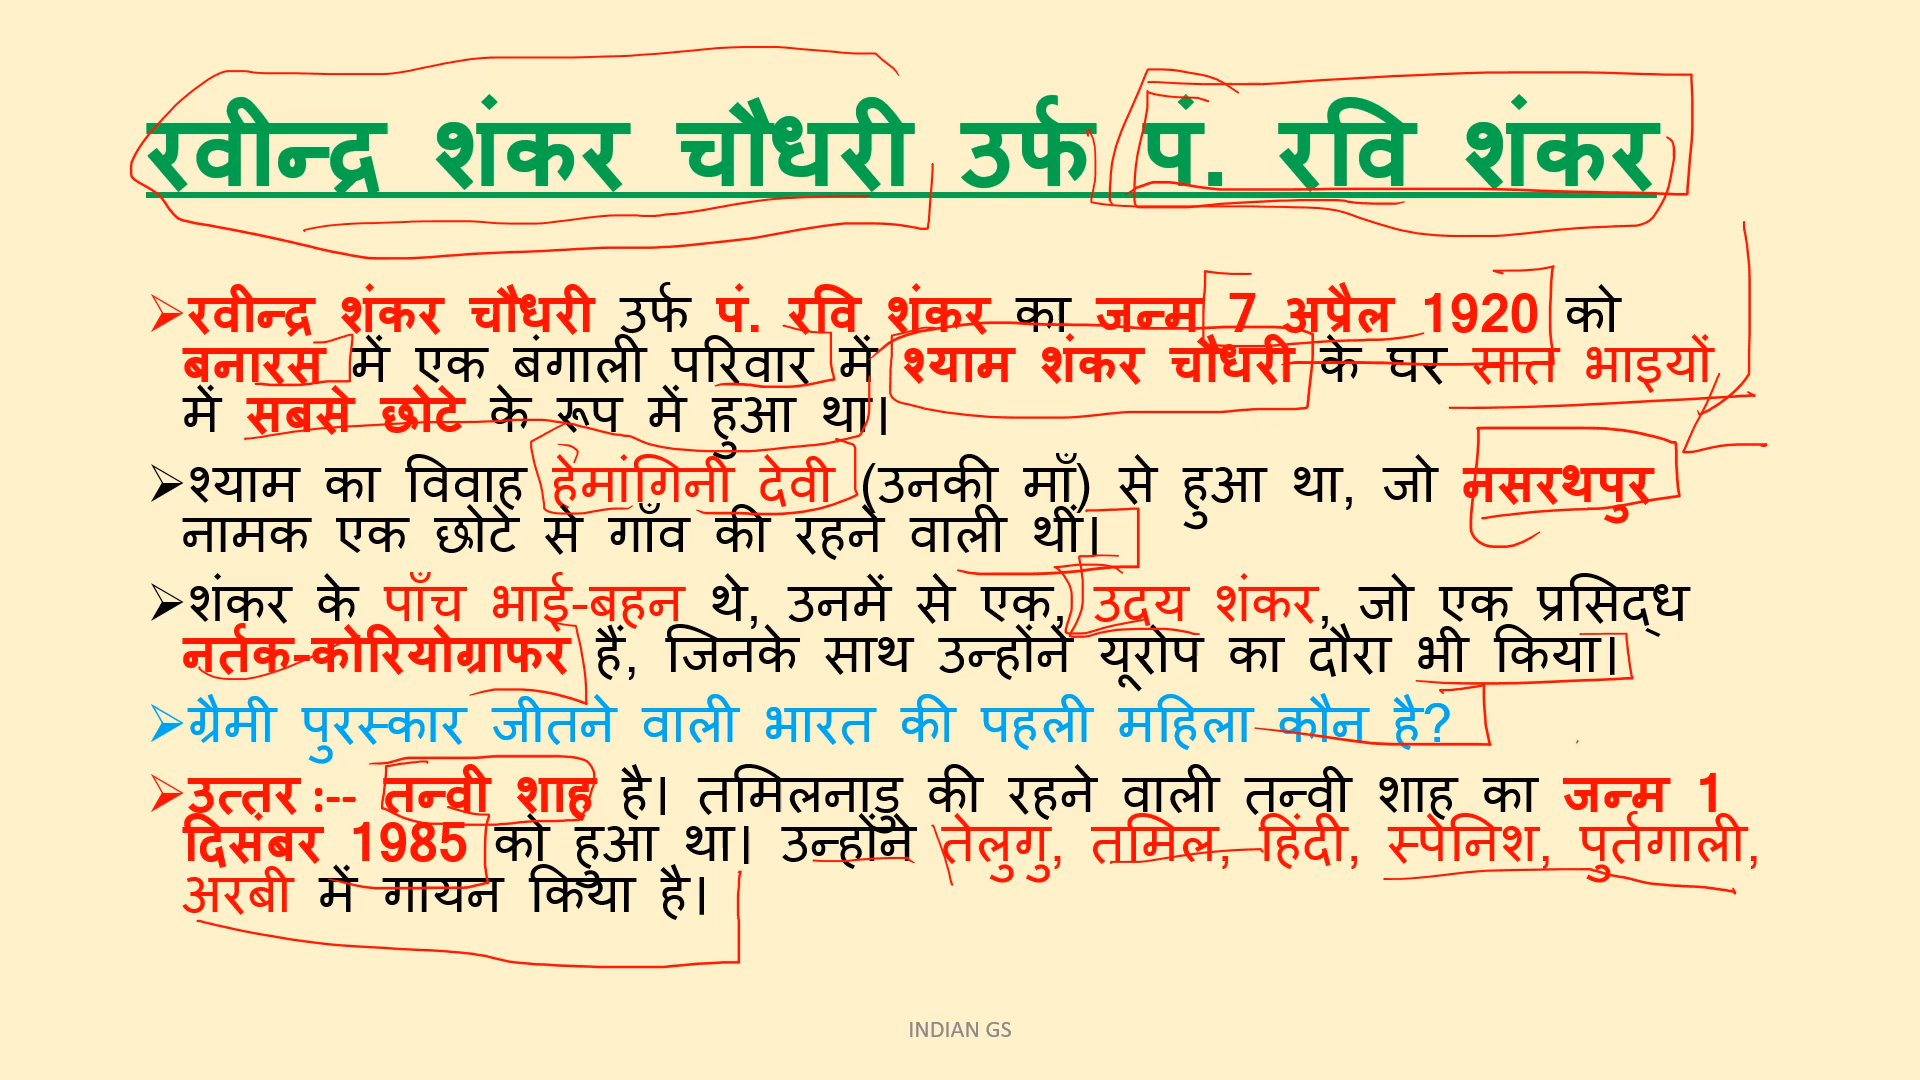 रवीन्द्र शंकर चौधरी उर्फ पं. रवि शंकर
➢रवीन्द्र शंकर चौधरी उर्फ पं. रवि शंकर का जन्म 7 अप्रैल 1920 को
बनारस में एक बंगाली परिवार में श्याम शंकर चौधरी के घर सात भाइयों
में सबसे छोटे के रूप में हुआ था।
➢श्याम का विवाह हेमांगिनी देवी (उनकी माँ) से हुआ था, जो नसरथपुर
नामक एक छोटे से गाँव की रहने वाली थीं।
➢शंकर के पाँच भाई-बहन थे, उनमें से एक, उदय शंकर, जो एक प्रसिद्ध
नर्तक-कोरियोग्राफर हैं, जिनके साथ उन्होंने यूरोप का दौरा भी किया।
➢ग्रैमी पुरस्कार जीतने वाली भारत की पहली महिला कौन है?
➢उत्तर :-- तन्वी शाह है। तमिलनाडु की रहने वाली तन्वी शाह का जन्म 1
दिसंबर 1985 को हुआ था। उन्होंने तेलुगु, तमिल, हिंदी, स्पेनिश, पुर्तगाली,
अरबी में गायन किया है।
INDIAN GS